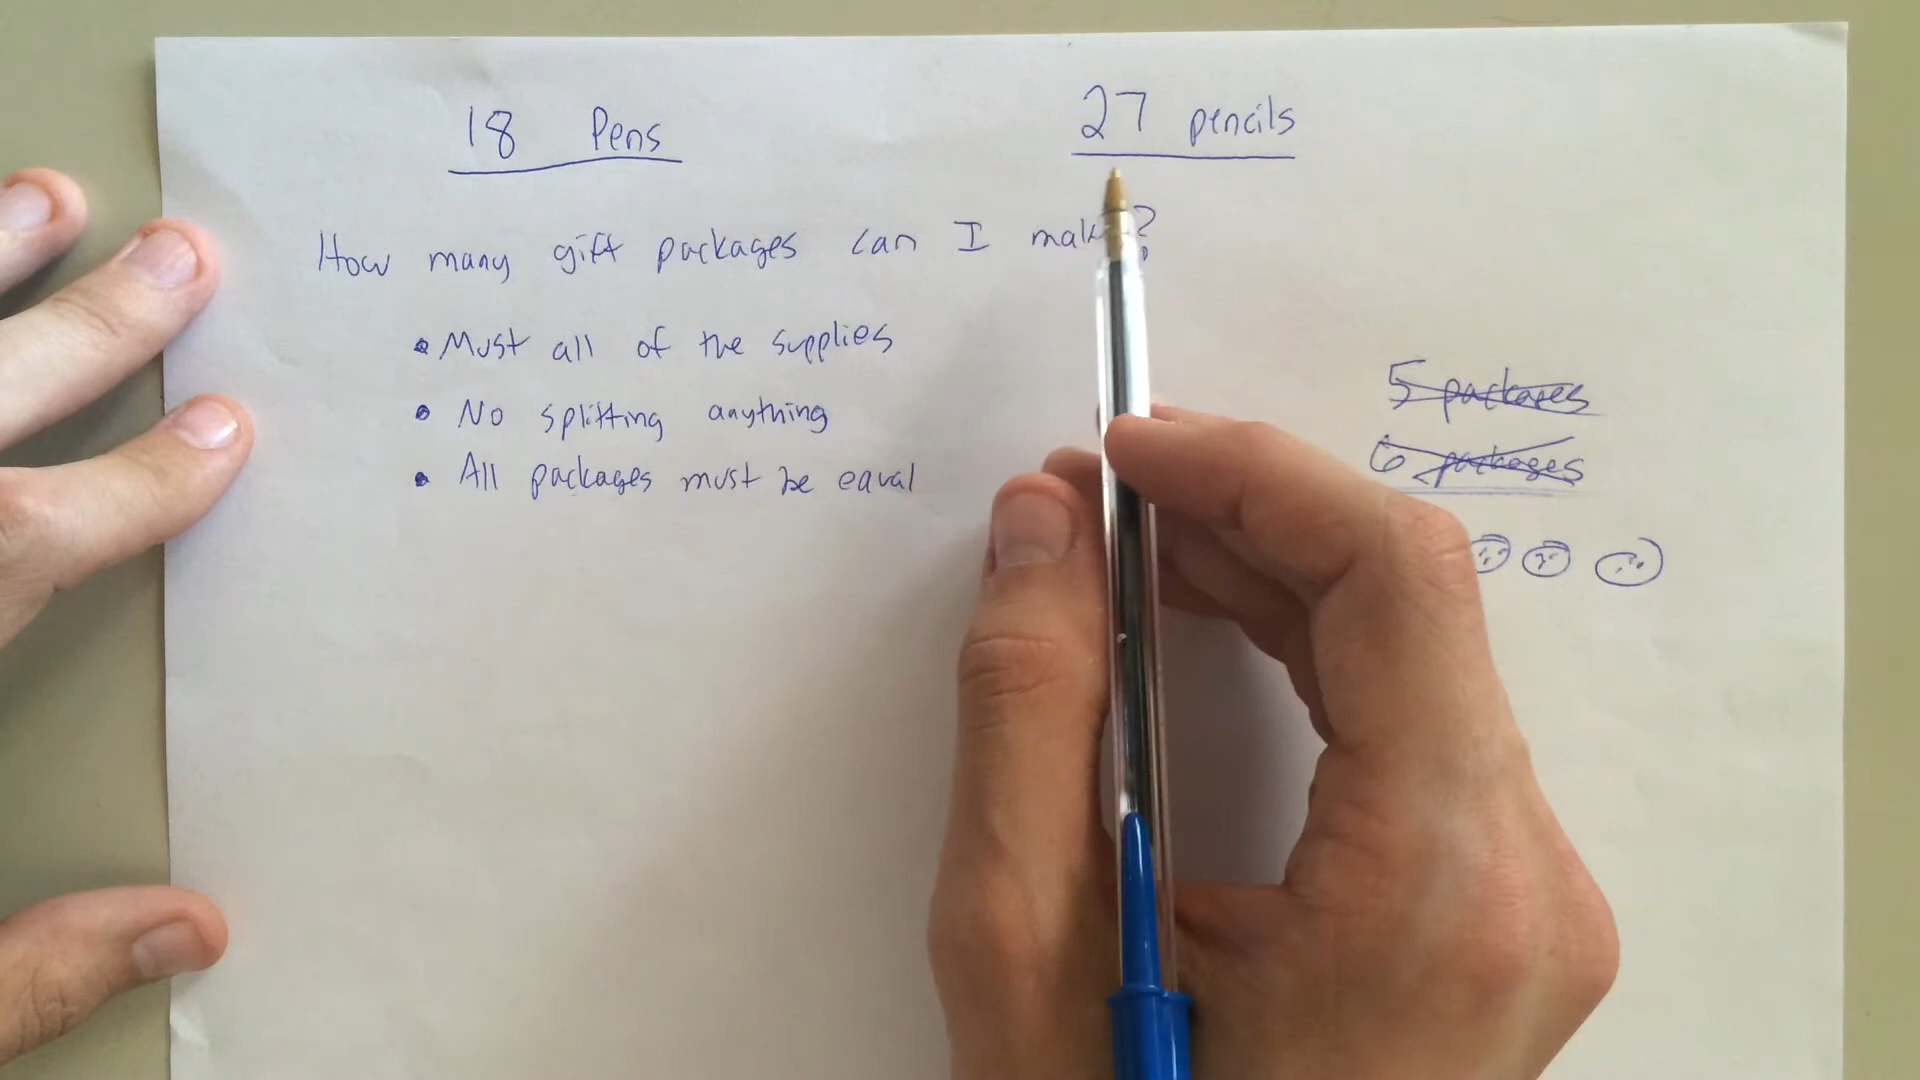 18 Pens
27 pencils
How many gift packages can I make?
• Must all of the supplies
• No splitting anything
• All packages must be equal
5 packages
6 packages